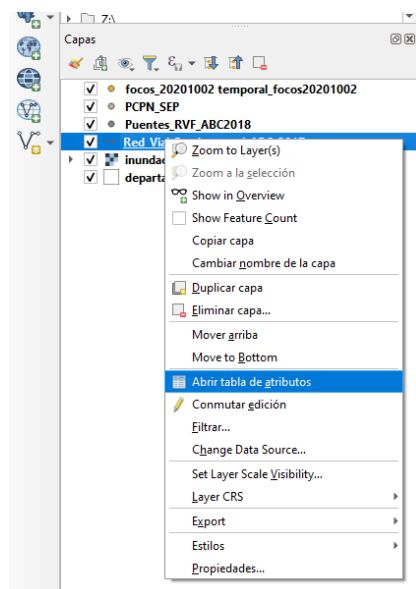 Z:\
Capas
focos_20201002 temporal_focos20201002
PCPN_SEP
Puentes_RVF_ABC2018
Red_Vial
inundac
departa
Zoom to Layer(s)
Zoom a la selección
Show in Overview
Show Feature Count
Copiar capa
Cambiar nombre de la capa
Duplicar capa
Eliminar capa...
Mover arriba
Move to Bottom
Abrir tabla de atributos
Conmutar edición
Filtrar...
Change Data Source...
Set Layer Scale Visibility...
Layer CRS
Export
Estilos
Propiedades...